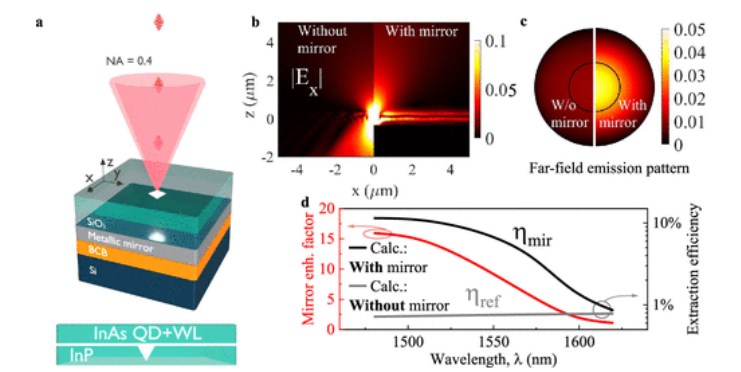 a
NA = 0.4
z
y
x
SiO₂
Metallic mirror
BCB
Si
InAs QD+WL
InP
b
Without
mirror
With mirror
|Eₓ|
z (μm)
4
2
0
-2
-4
-2
0
2
4
x (μm)
0.1
0.05
0
c
W/o
mirror
With
mirror
0.05
0.04
0.03
0.02
0.01
0
Far-field emission pattern
d
Mirror enh. factor
20
15
10
5
0
Calc.:
With mirror
Calc.:
Without mirror
ηmir
ηref
10%
1%
Extraction efficiency
1500
1550
1600
Wavelength, λ (nm)